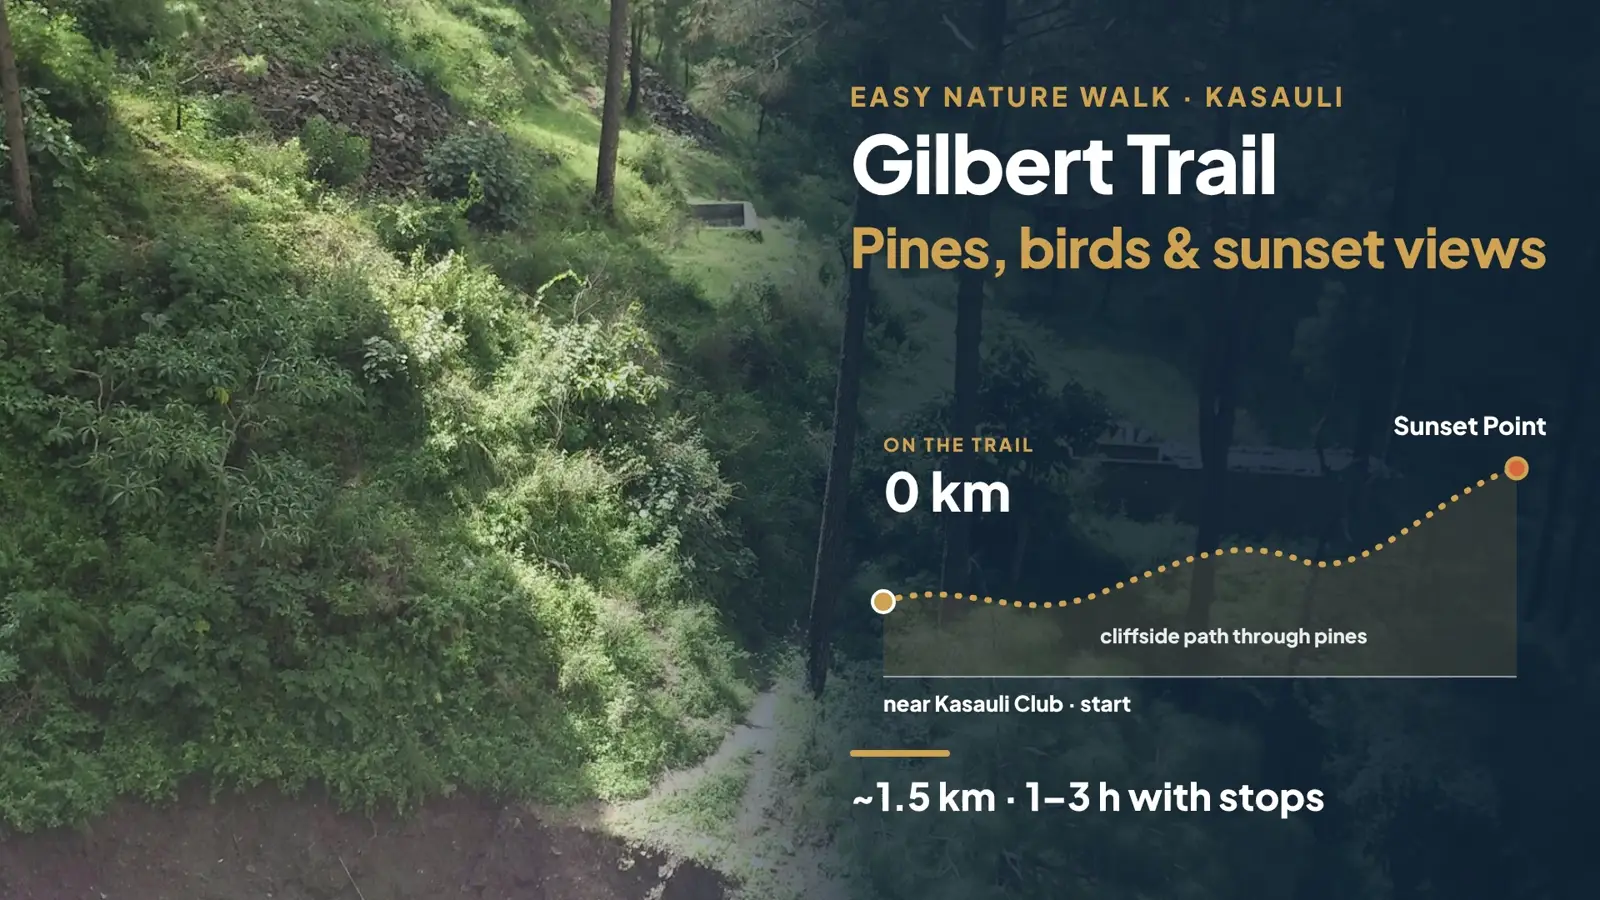 EASY NATURE WALK · KASAULI
Gilbert Trail
Pines, birds & sunset views
Sunset Point
ON THE TRAIL
0 km
cliffside path through pines
near Kasauli Club · start
~1.5 km · 1–3 h with stops